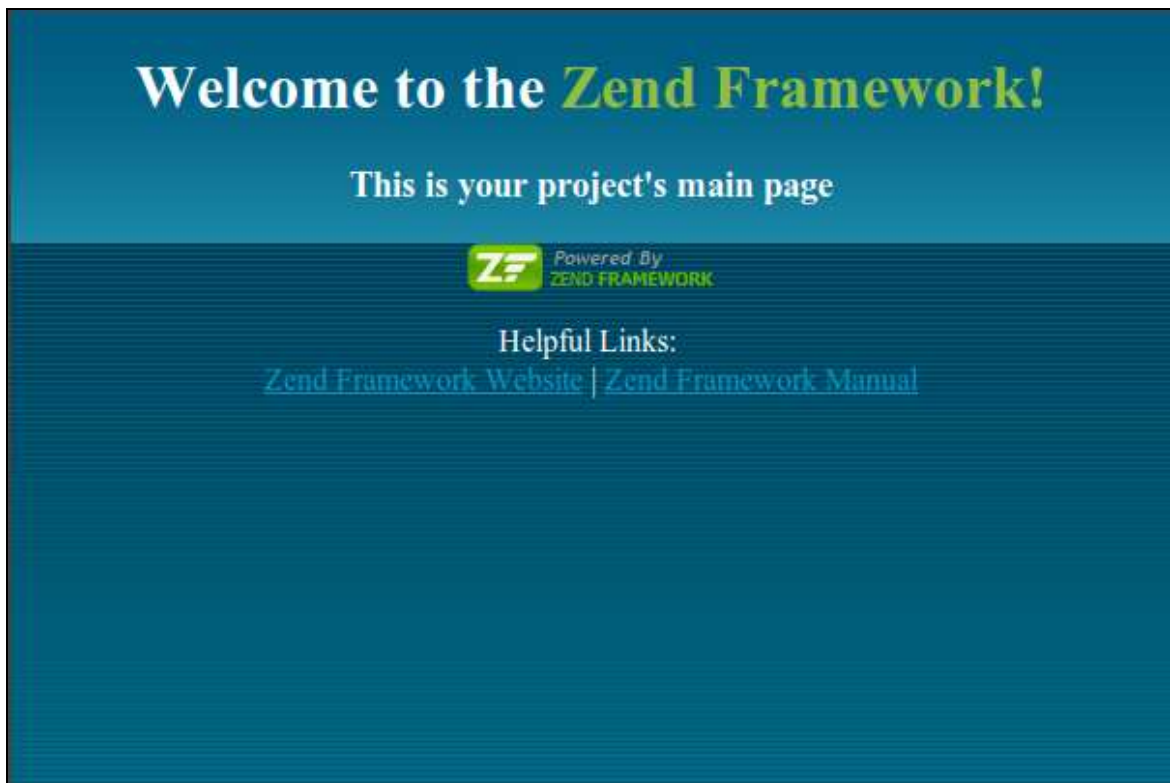 Welcome to the Zend Framework!
This is your project's main page
ZF Powered By
ZEND FRAMEWORK
Helpful Links:
Zend Framework Website | Zend Framework Manual